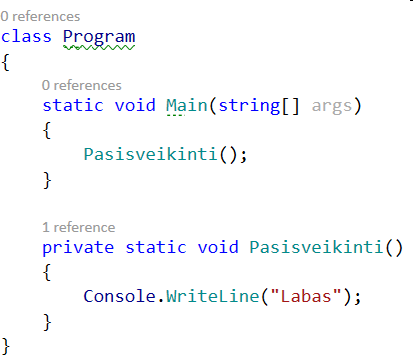 0 references
class Program
{
0 references
static void Main(string[] args)
{
Pasisveikinti();
}
1 reference
private static void Pasisveikinti()
{
Console.WriteLine("Labas");
}
}